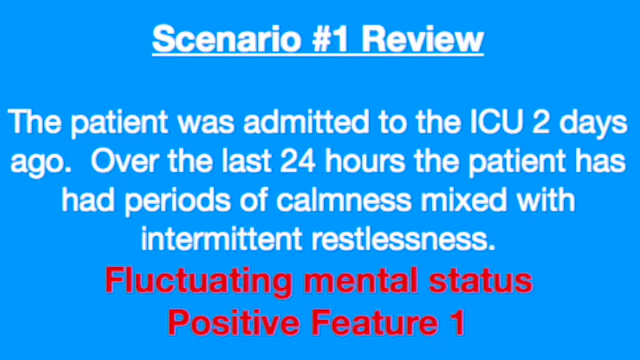 Scenario #1 Review
The patient was admitted to the ICU 2 days
ago.  Over the last 24 hours the patient has
had periods of calmness mixed with
intermittent restlessness.
Fluctuating mental status
Positive Feature 1